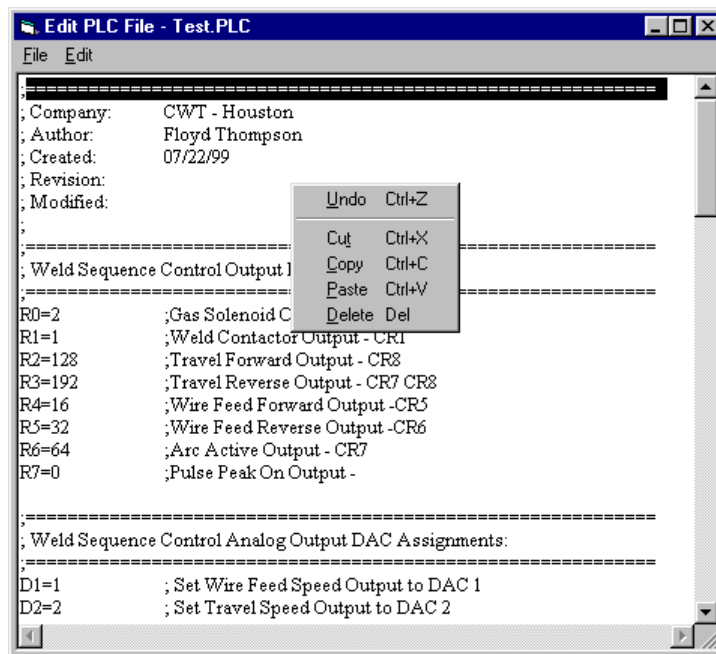 Edit PLC File - Test.PLC
File Edit
;============================================================
; Company: CWT - Houston
; Author: Floyd Thompson
; Created: 07/22/99
; Revision:
; Modified:
;
;============================================================
; Weld Sequence Control Output
;============================================================
R0=2 ;Gas Solenoid
R1=1 ;Weld Contactor Output - CR1
R2=128 ;Travel Forward Output - CR8
R3=192 ;Travel Reverse Output - CR7 CR8
R4=16 ;Wire Feed Forward Output -CR5
R5=32 ;Wire Feed Reverse Output -CR6
R6=64 ;Arc Active Output - CR7
R7=0 ;Pulse Peak On Output -
;============================================================
; Weld Sequence Control Analog Output DAC Assignments:
;============================================================
D1=1 ; Set Wire Feed Speed Output to DAC 1
D2=2 ; Set Travel Speed Output to DAC 2
Undo Ctrl+Z
Cut Ctrl+X
Copy Ctrl+C
Paste Ctrl+V
Delete Del